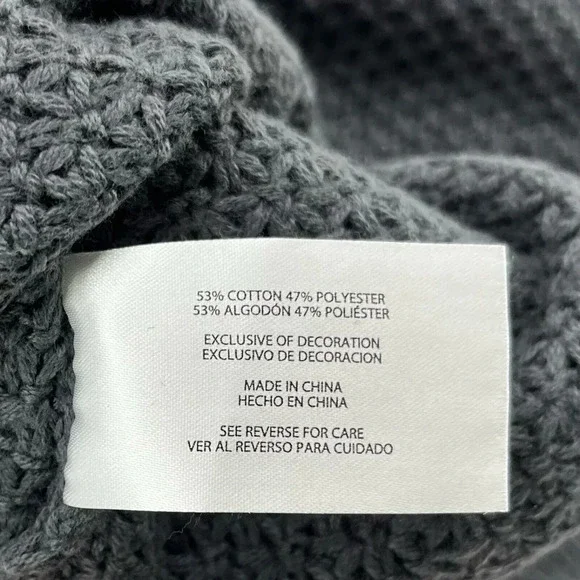 53% COTTON 47% POLYESTER
53% ALGODÓN 47% POLIÉSTER
EXCLUSIVE OF DECORATION
EXCLUSIVO DE DECORACION
MADE IN CHINA
HECHO EN CHINA
SEE REVERSE FOR CARE
VER AL REVERSO PARA CUIDADO